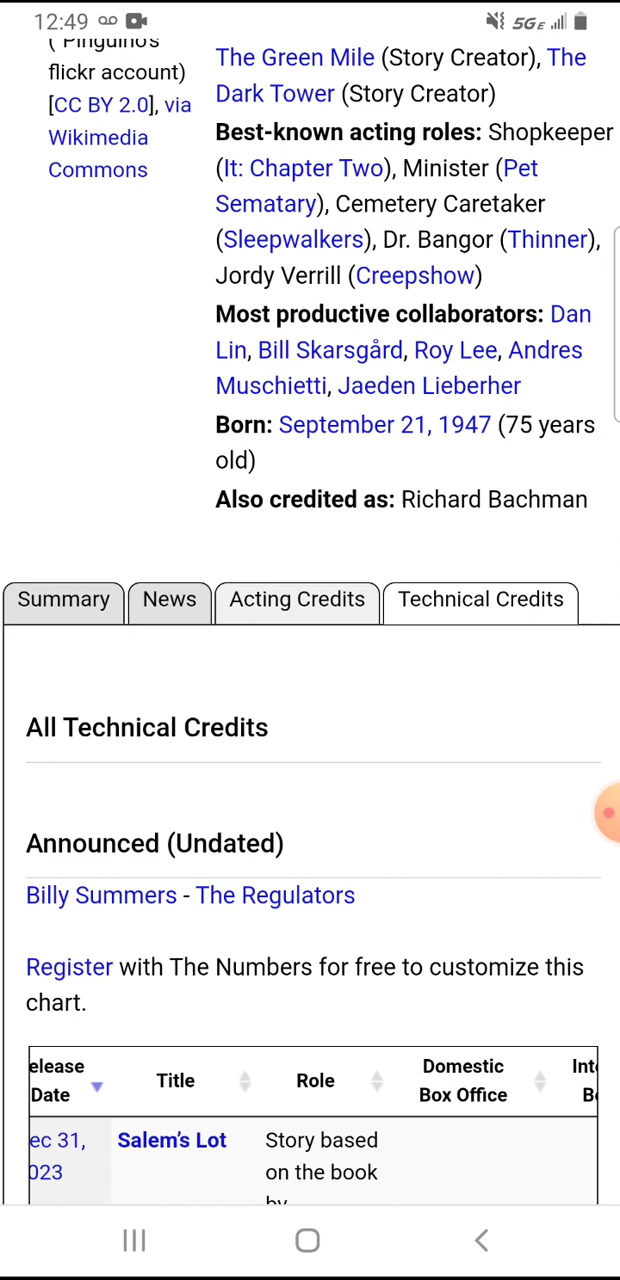 12:49
5GE
( Pinguino's
flickr account)
[CC BY 2.0], via
Wikimedia
Commons
The Green Mile (Story Creator), The
Dark Tower (Story Creator)
Best-known acting roles: Shopkeeper
(It: Chapter Two), Minister (Pet
Sematary), Cemetery Caretaker
(Sleepwalkers), Dr. Bangor (Thinner),
Jordy Verrill (Creepshow)
Most productive collaborators: Dan
Lin, Bill Skarsgård, Roy Lee, Andres
Muschietti, Jaeden Lieberher
Born: September 21, 1947 (75 years
old)
Also credited as: Richard Bachman
Summary
News
Acting Credits
Technical Credits
All Technical Credits
Announced (Undated)
Billy Summers - The Regulators
Register with The Numbers for free to customize this
chart.
elease
Date
Title
Role
Domestic
Box Office
Inte
Bo
ec 31,
023
Salem's Lot
Story based
on the book
by